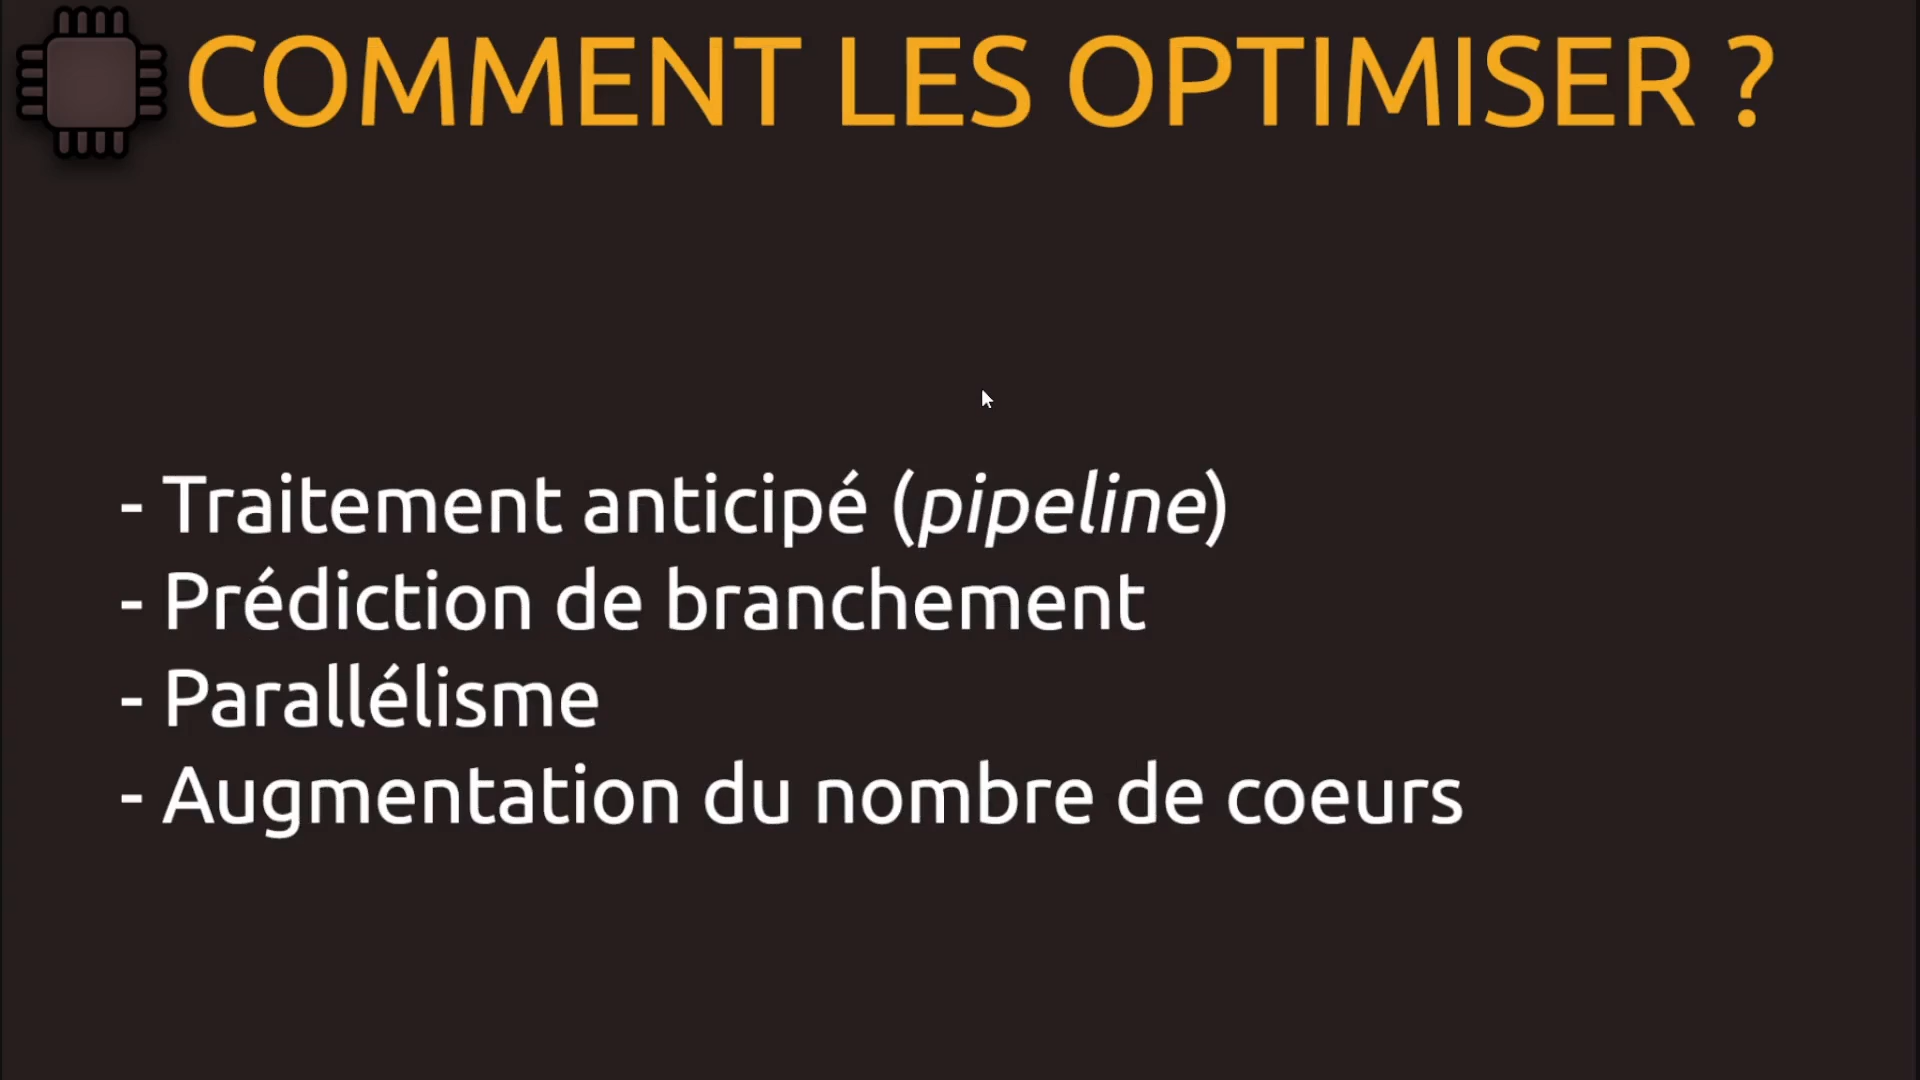 COMMENT LES OPTIMISER ?
- Traitement anticipé (pipeline)
- Prédiction de branchement
- Parallélisme
- Augmentation du nombre de coeurs